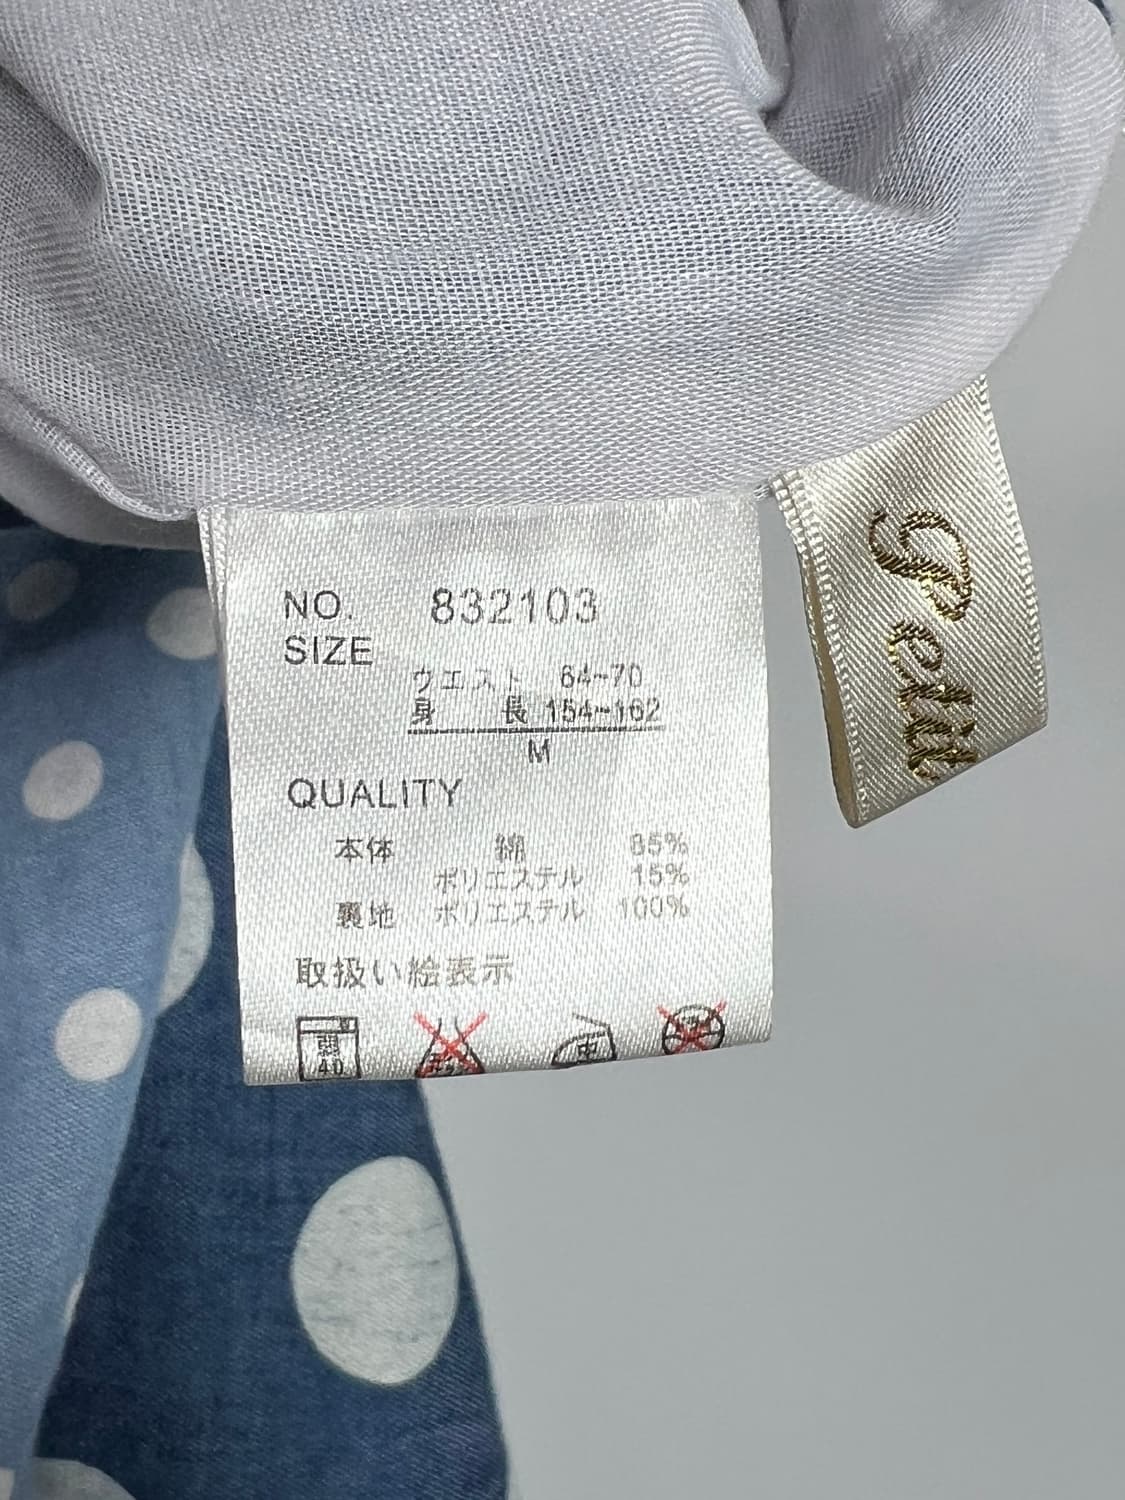 NO. 832103
SIZE
ウエスト 64~70
身 長 154~162
M
QUALITY
本体 綿 85%
ポリエステル 15%
裏地 ポリエステル 100%
取扱い絵表示
弱
40
中
Petit